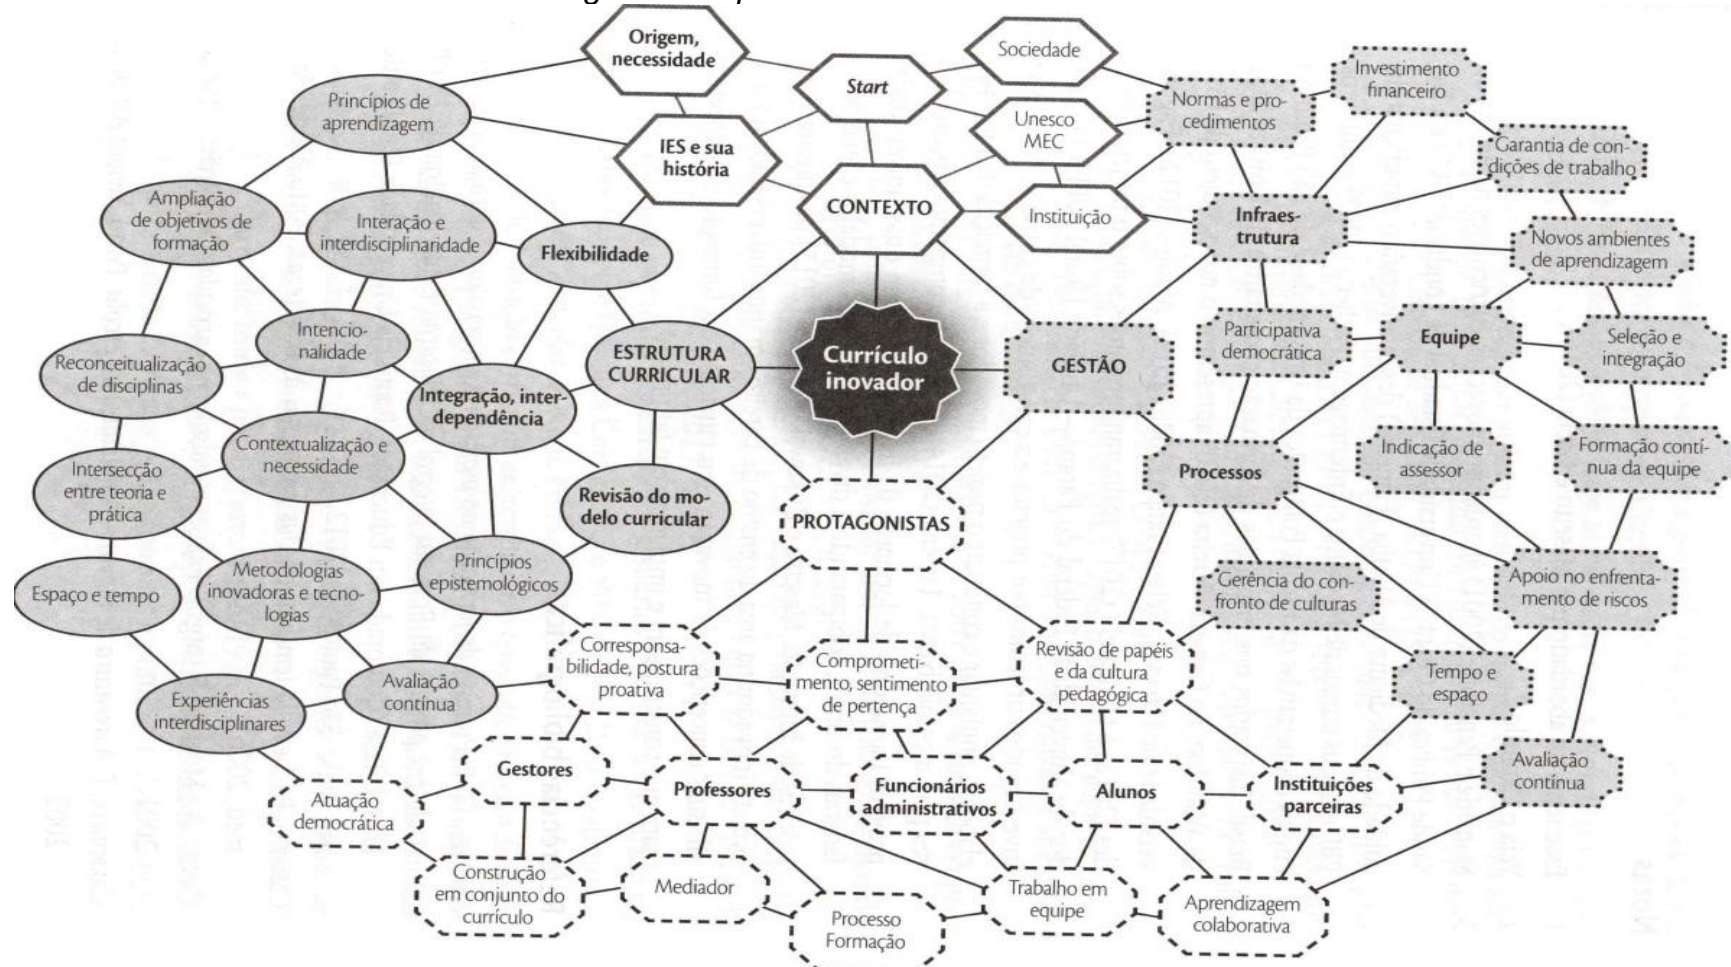 Origem,
necessidade
Start
Sociedade
Investimento
financeiro
Princípios de
aprendizagem
Normas e pro-
cedimentos
Unesco
MEC
IES e sua
história
Garantia de con-
dições de trabalho
Ampliação
de objetivos de
formação
Interação e
interdisciplinaridade
Flexibilidade
CONTEXTO
Instituição
Infraes-
trutura
Novos ambientes
de aprendizagem
Intencio-
nalidade
Reconceitualização
de disciplinas
ESTRUTURA
CURRICULAR
Currículo
inovador
GESTÃO
Participativa
democrática
Equipe
Seleção e
integração
Integração, inter-
dependência
Contextualização e
necessidade
Intersecção
entre teoria e
prática
Revisão do mo-
delo curricular
PROTAGONISTAS
Processos
Indicação de
assessor
Formação contí-
nua da equipe
Espaço e tempo
Metodologias
inovadoras e tecno-
logias
Princípios
epistemológicos
Gerência do con-
fronto de culturas
Apoio no enfrenta-
mento de riscos
Corresponsa-
bilidade, postura
proativa
Comprometi-
mento, sentimento
de pertença
Revisão de papéis
e da cultura
pedagógica
Tempo e
espaço
Experiências
interdisciplinares
Avaliação
contínua
Avaliação
contínua
Gestores
Professores
Funcionários
administrativos
Alunos
Instituições
parceiras
Atuação
democrática
Construção
em conjunto do
currículo
Mediador
Processo
Formação
Trabalho em
equipe
Aprendizagem
colaborativa